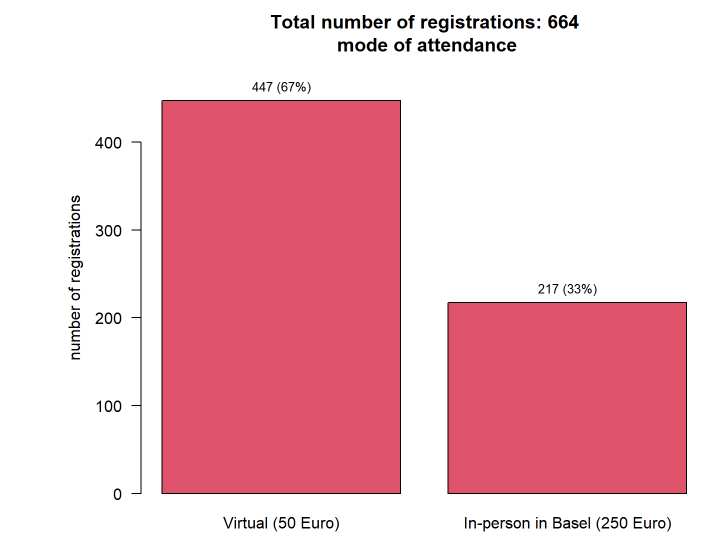 Total number of registrations: 664
mode of attendance
447 (67%)
217 (33%)
number of registrations
400
300
200
100
0
Virtual (50 Euro)
In-person in Basel (250 Euro)